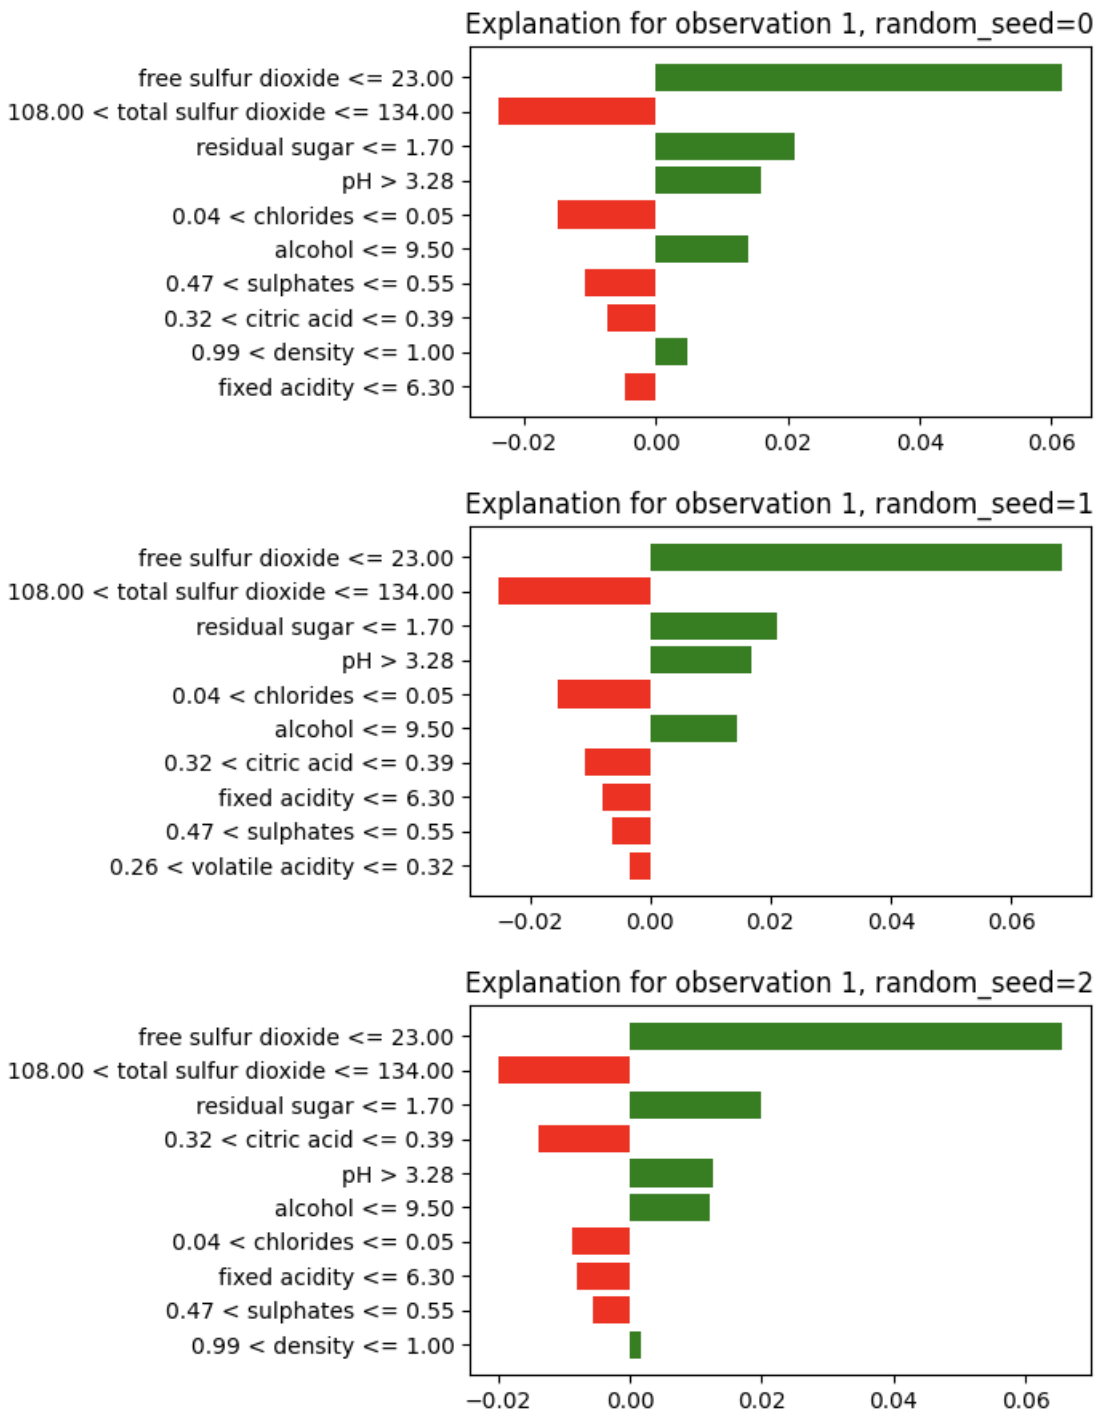 Explanation for observation 1, random_seed=0
free sulfur dioxide <= 23.00
108.00 < total sulfur dioxide <= 134.00
residual sugar <= 1.70
pH > 3.28
0.04 < chlorides <= 0.05
alcohol <= 9.50
0.47 < sulphates <= 0.55
0.32 < citric acid <= 0.39
0.99 < density <= 1.00
fixed acidity <= 6.30
−0.02 0.00 0.02 0.04 0.06
Explanation for observation 1, random_seed=1
free sulfur dioxide <= 23.00
108.00 < total sulfur dioxide <= 134.00
residual sugar <= 1.70
pH > 3.28
0.04 < chlorides <= 0.05
alcohol <= 9.50
0.32 < citric acid <= 0.39
fixed acidity <= 6.30
0.47 < sulphates <= 0.55
0.26 < volatile acidity <= 0.32
−0.02 0.00 0.02 0.04 0.06
Explanation for observation 1, random_seed=2
free sulfur dioxide <= 23.00
108.00 < total sulfur dioxide <= 134.00
residual sugar <= 1.70
0.32 < citric acid <= 0.39
pH > 3.28
alcohol <= 9.50
0.04 < chlorides <= 0.05
fixed acidity <= 6.30
0.47 < sulphates <= 0.55
0.99 < density <= 1.00
−0.02 0.00 0.02 0.04 0.06